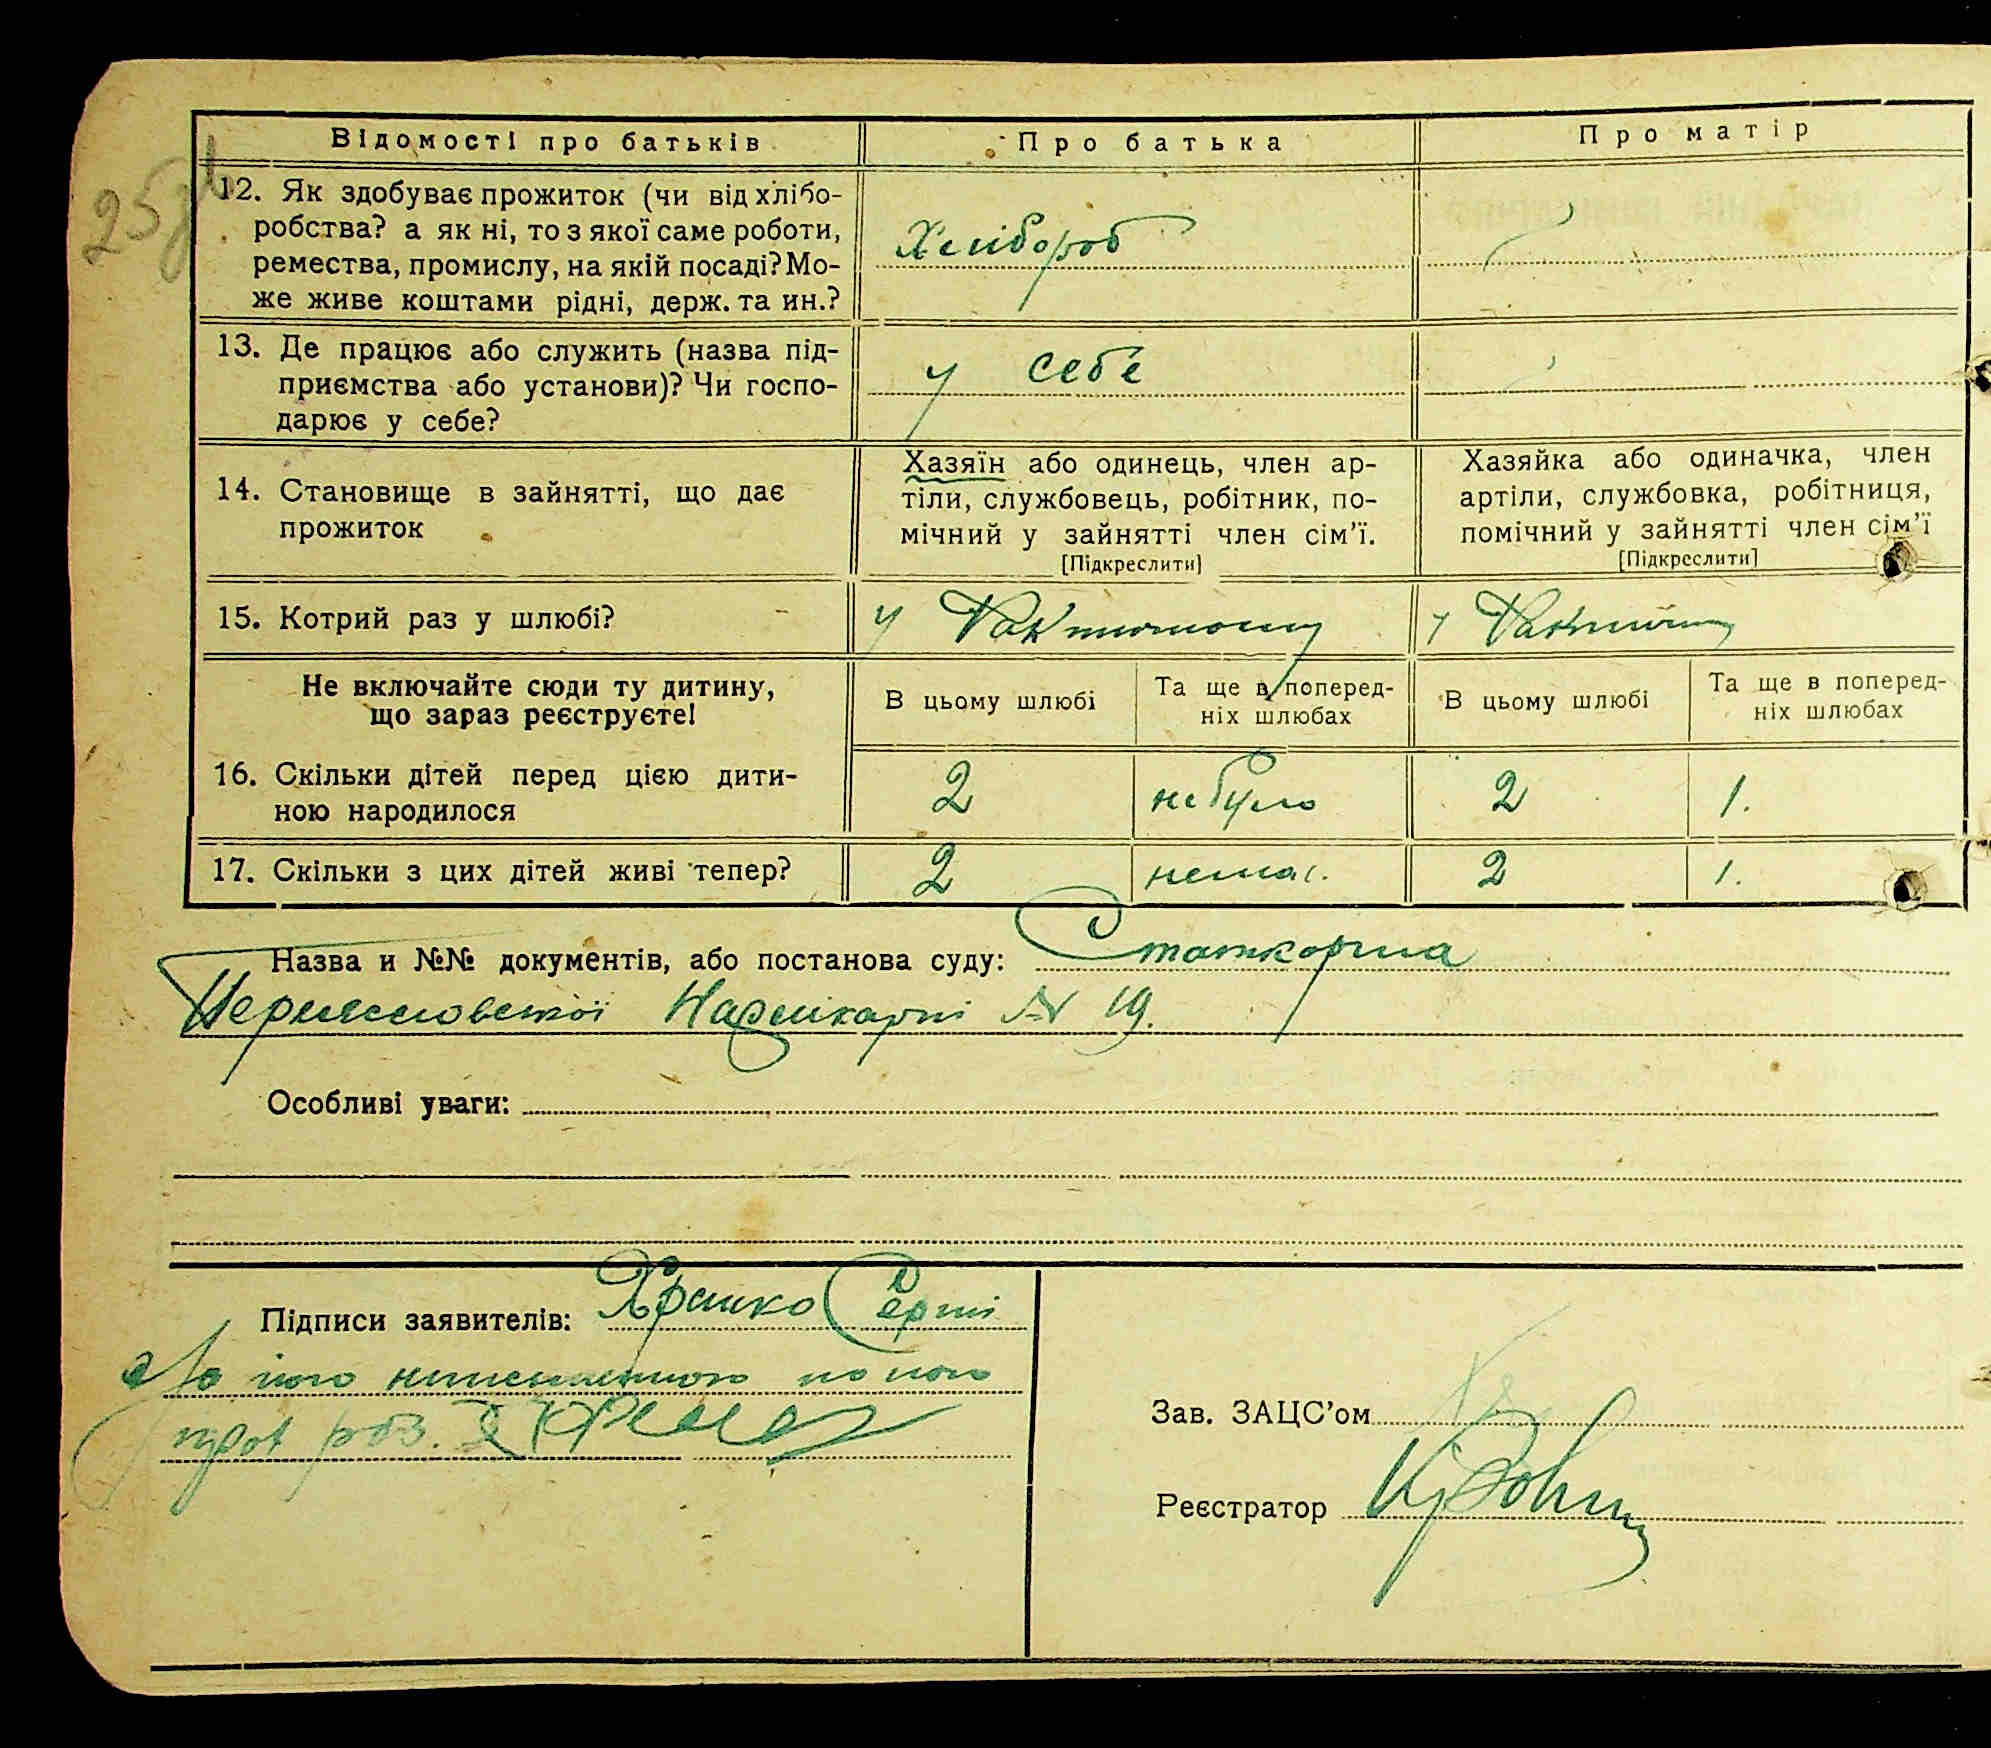 Відомості про батьків
Про батька
Про матір
12. Як здобуває прожиток (чи від хлібо-
робства? а як ні, то з якої саме роботи,
ремества, промислу, на якій посаді? Мо-
же живе коштами рідні, держ. та ин.?
Хлібороб
13. Де працює або служить (назва під-
приємства або установи)? Чи госпо-
дарює у себе?
у себе
14. Становище в зайнятті, що дає
прожиток
Хазяїн або одинець, член ар-
тіли, службовець, робітник, по-
мічний у зайнятті член сім'ї.
[Підкреслити]
Хазяйка або одиначка, член
артіли, службовка, робітниця,
помічний у зайнятті член сім'ї
[Підкреслити]
15. Котрий раз у шлюбі?
у Фактичному
у
Не включайте сюди ту дитину,
що зараз реєструєте!
В цьому шлюбі
Та ще в поперед-
ніх шлюбах
В цьому шлюбі
Та ще в поперед-
ніх шлюбах
16. Скільки дітей перед цією дити-
ною народилося
2
небуло
2
1.
17. Скільки з цих дітей живі тепер?
2
немає.
2
1.
Назва и №№ документів, або постанова суду:
№ 19.
Особливі уваги:
Підписи заявителів:
його
Зав. ЗАЦС'ом
Реєстратор